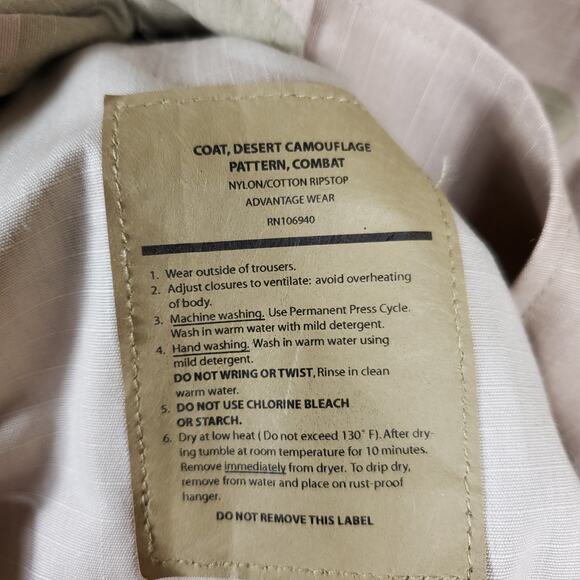 COAT, DESERT CAMOUFLAGE
PATTERN, COMBAT
NYLON/COTTON RIPSTOP
ADVANTAGE WEAR
RN106940
1. Wear outside of trousers.
2. Adjust closures to ventilate: avoid overheating
of body.
3. Machine washing. Use Permanent Press Cycle.
Wash in warm water with mild detergent.
4. Hand washing. Wash in warm water using
mild detergent.
DO NOT WRING OR TWIST, Rinse in clean
warm water.
5. DO NOT USE CHLORINE BLEACH
OR STARCH.
6. Dry at low heat ( Do not exceed 130° F). After dry-
ing tumble at room temperature for 10 minutes.
Remove immediately from dryer. To drip dry,
remove from water and place on rust-proof
hanger.
DO NOT REMOVE THIS LABEL